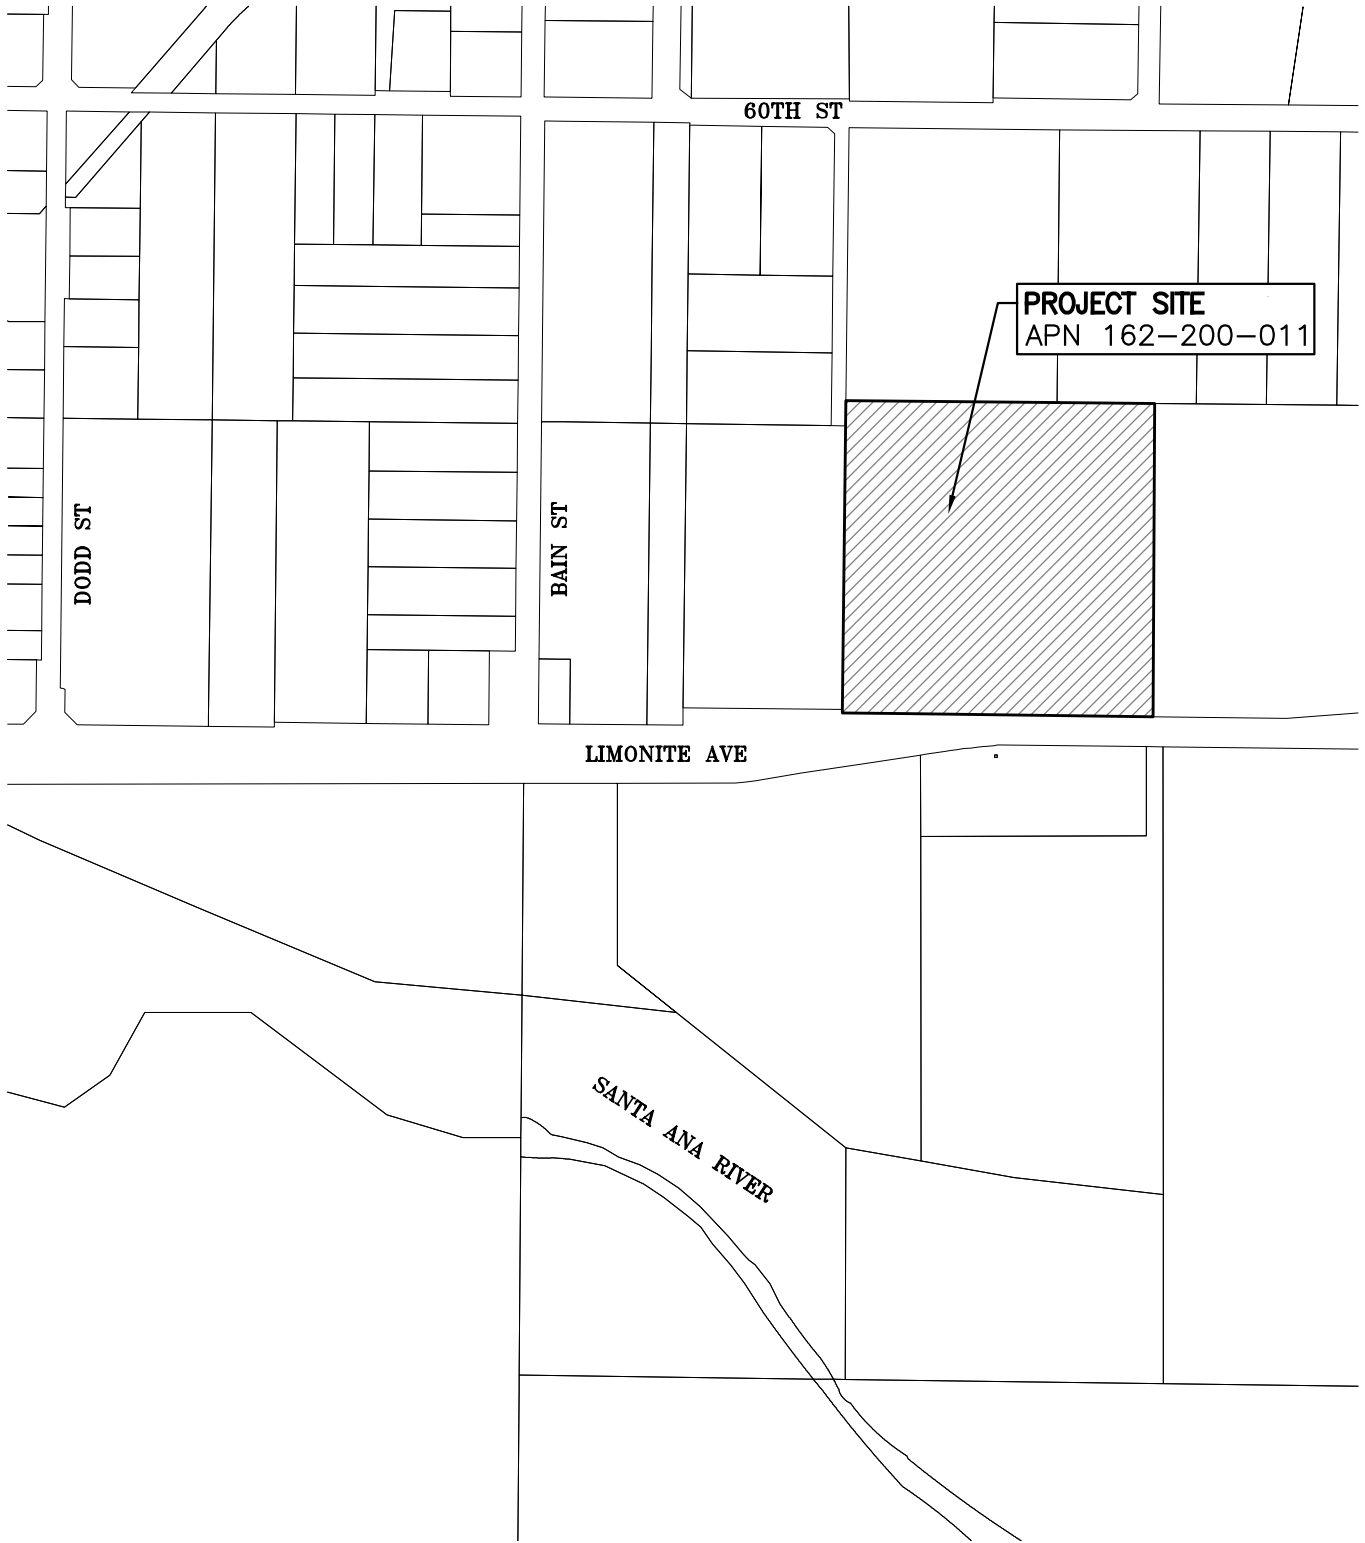 60TH ST
PROJECT SITE
APN 162-200-011
DODD ST
BAIN ST
LIMONITE AVE
SANTA ANA RIVER